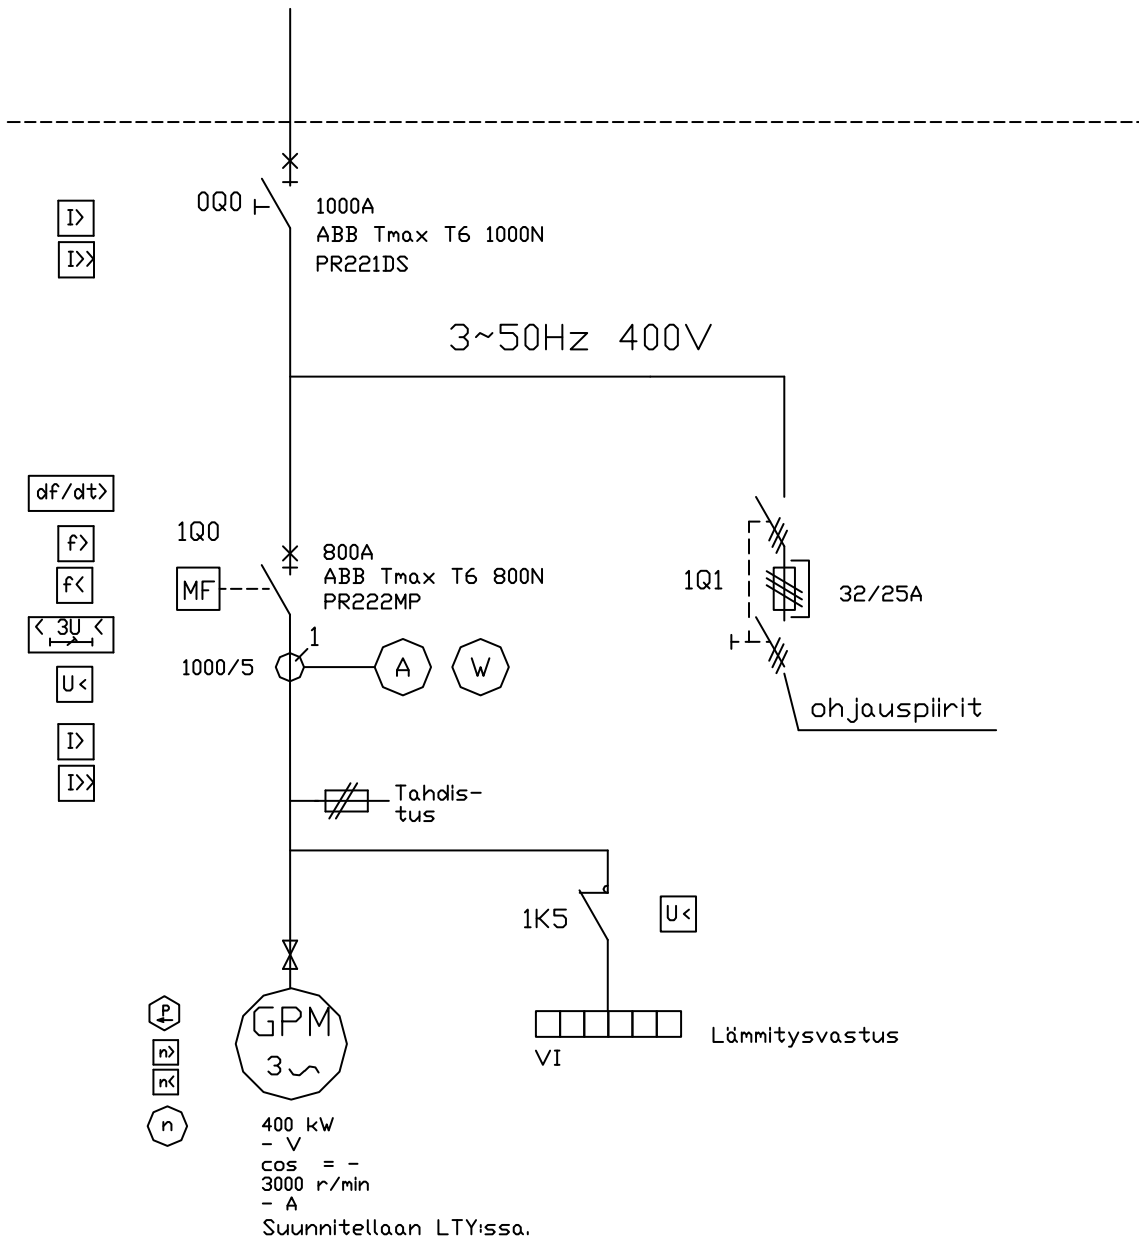 0Q0
1000A
ABB Tmax T6 1000N
PR221DS
I>
I>>
3~50Hz 400V
df/dt>
f>
f<
< 3U <
U<
I>
I>>
1Q0
MF
800A
ABB Tmax T6 800N
PR222MP
1
1000/5
A
W
1Q1
32/25A
ohjauspiirit
Tahdis-
tus
1K5
U<
VI
Lämmitysvastus
GPM
3~
P
n>
n<
n
400 kW
- V
cos = -
3000 r/min
- A
Suunnitellaan LTY:ssa.